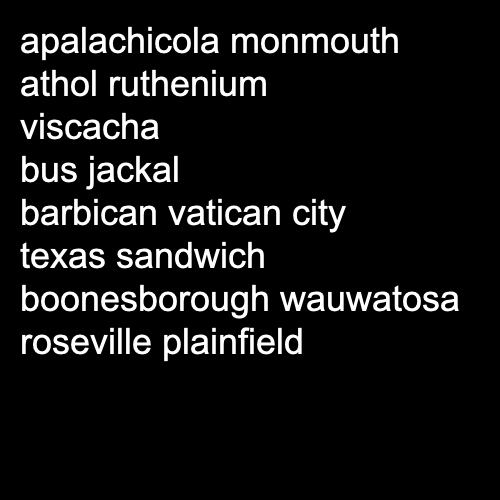 apalachicola monmouth
athol ruthenium
viscacha
bus jackal
barbican vatican city
texas sandwich
boonesborough wauwatosa
roseville plainfield